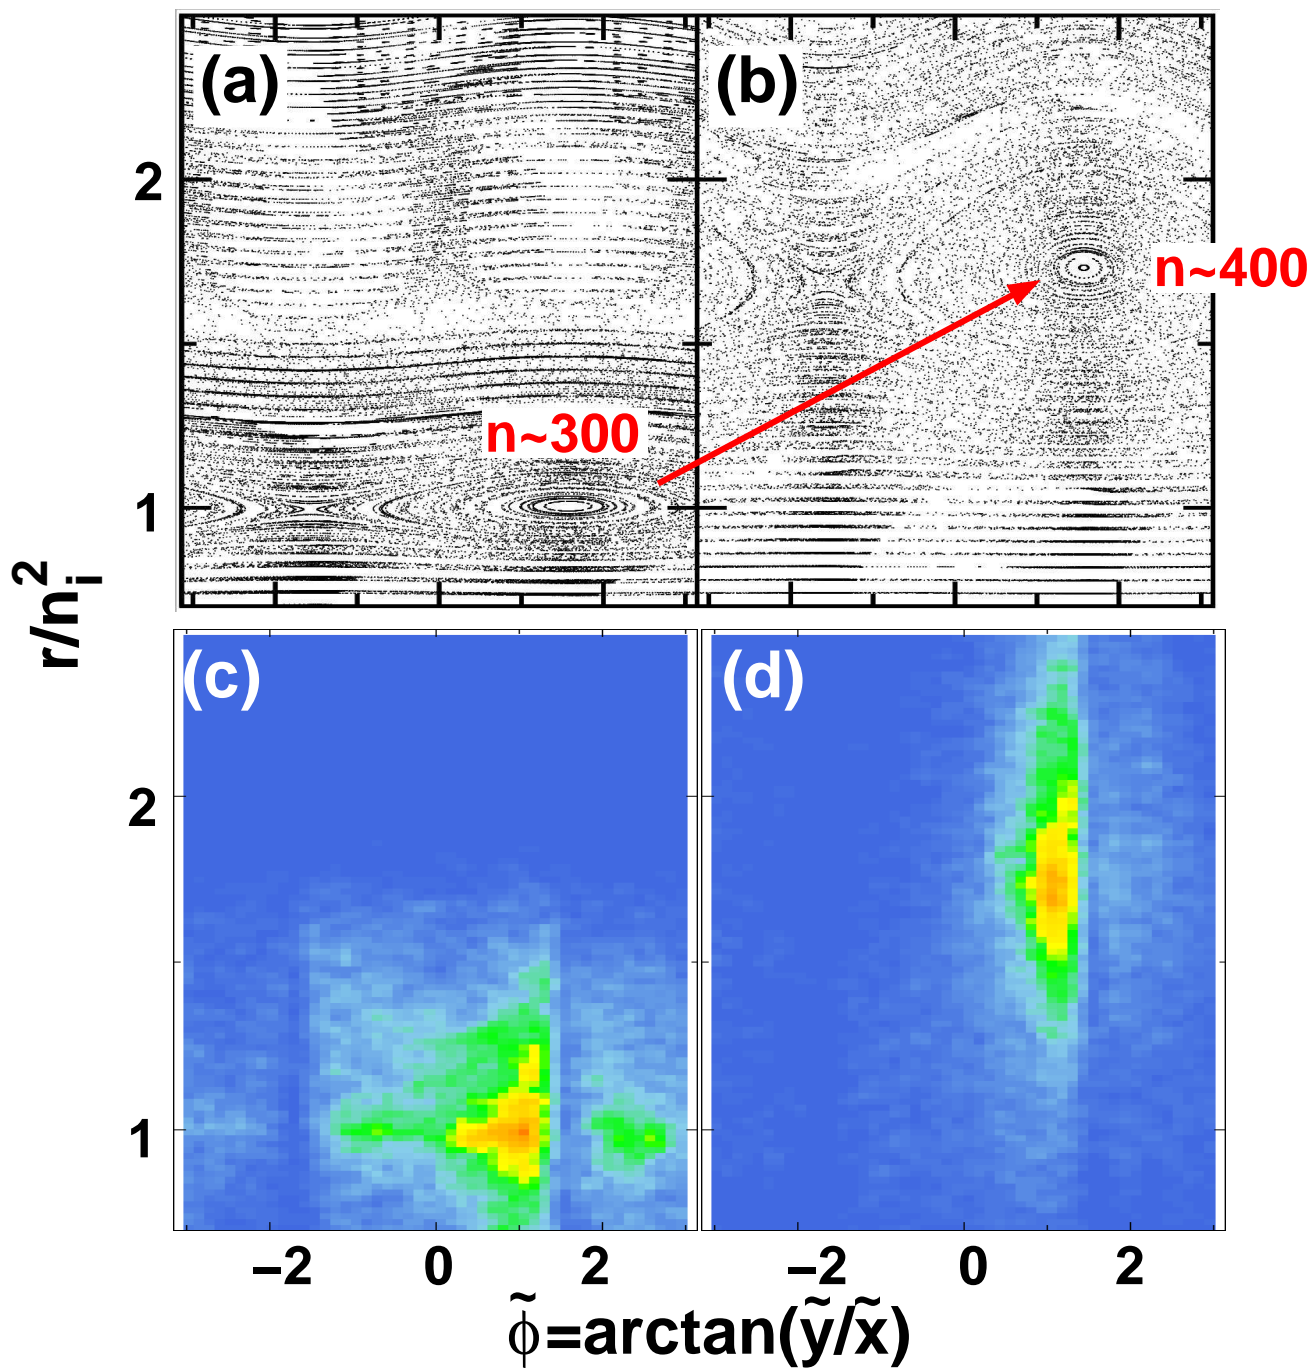 (a)
(b)
2
n~400
n~300
1
r/n_i^2
(c)
(d)
2
1
−2 0 2 −2 0 2
ϕ̃=arctan(ỹ/x̃)